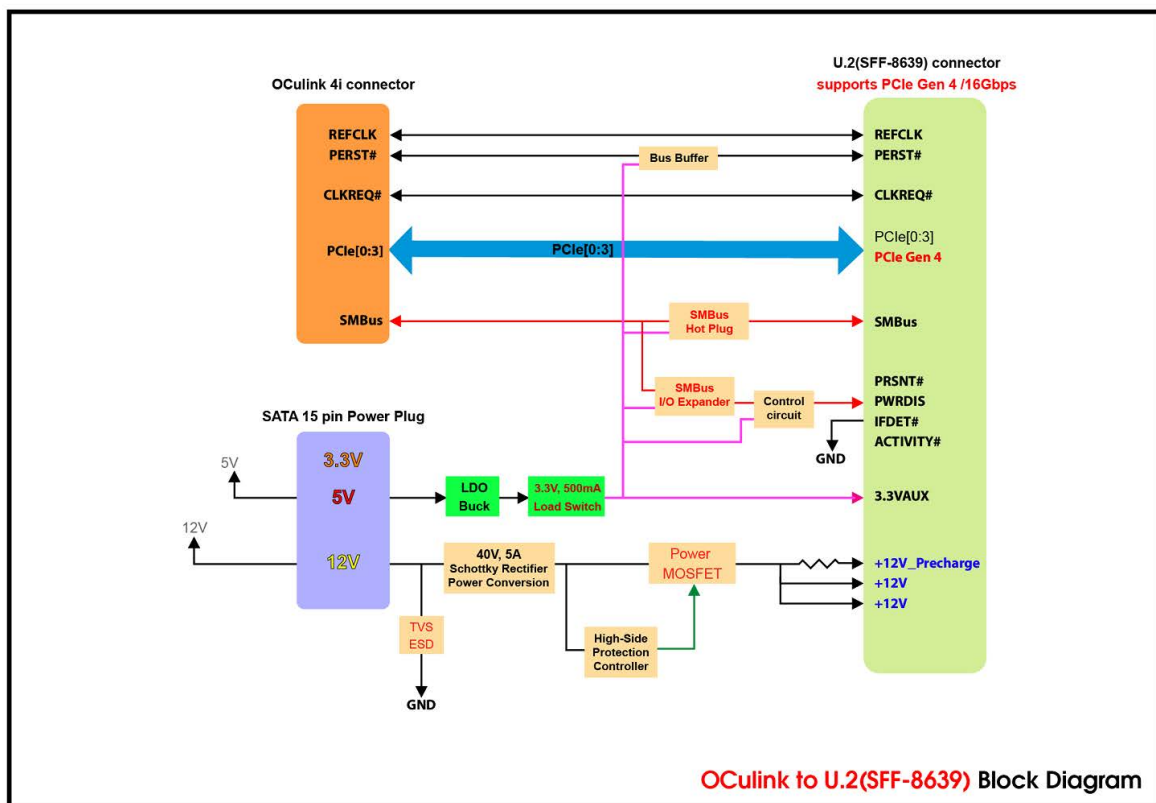 U.2(SFF-8639) connector
OCulink 4i connector
supports PCIe Gen 4 /16Gbps
REFCLK
REFCLK
PERST#
Bus Buffer
PERST#
CLKREQ#
CLKREQ#
PCIe[0:3]
PCIe[0:3]
PCIe[0:3]
PCIe Gen 4
SMBus
SMBus
Hot Plug
SMBus
SMBus
I/O Expander
Control
circuit
PRSNT#
PWRDIS
IFDET#
ACTIVITY#
GND
SATA 15 pin Power Plug
3.3V
5V
5V
LDO
Buck
3.3V, 500mA
Load Switch
3.3VAUX
12V
12V
40V, 5A
Schottky Rectifier
Power Conversion
Power
MOSFET
+12V_Precharge
+12V
+12V
TVS
ESD
High-Side
Protection
Controller
GND
OCulink to U.2(SFF-8639) Block Diagram